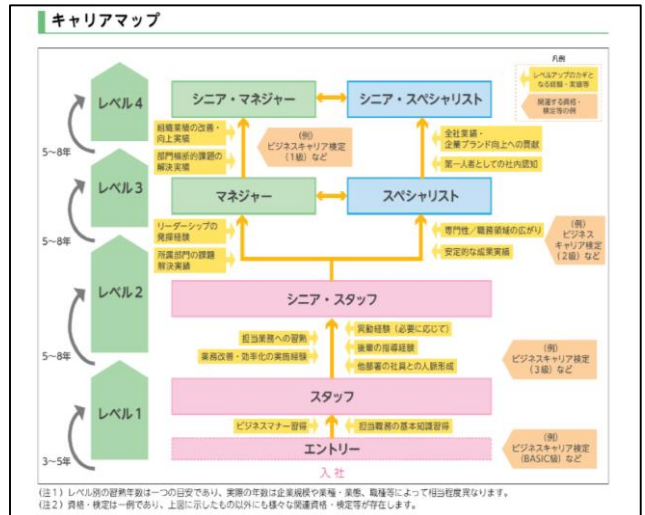 キャリアマップ
凡例
レベルアップのカギと
なる経験・実績等
関連する資格・
検定等の例
レベル4
シニア・マネジャー
シニア・スペシャリスト
組織業績の改善・
向上実績
部門横断的課題の
解決実績
(例)
ビジネスキャリア検定
(1級)など
全社業績・
企業ブランド向上への貢献
第一人者としての社内認知
5~8年
レベル3
マネジャー
スペシャリスト
リーダーシップの
発揮経験
所属部門の課題
解決実績
専門性/職務領域の広がり
安定的な成果実績
(例)
ビジネス
キャリア検定
(2級)など
5~8年
レベル2
シニア・スタッフ
担当業務への習熟
業務改善・効率化の実施経験
異動経験(必要に応じて)
後輩の指導経験
他部署の社員との人脈形成
(例)
ビジネスキャリア検定
(3級)など
5~8年
スタッフ
レベル1
ビジネスマナー習得
担当職務の基本知識習得
エントリー
(例)
ビジネスキャリア検定
(BASIC級)など
3~5年
入社
(注1)レベル別の習熟年数は一つの目安であり、実際の年数は企業規模や業種・業態、職種等によって相当程度異なります。
(注2)資格・検定は一例であり、上図に示したもの以外にも様々な関連資格・検定等が存在します。